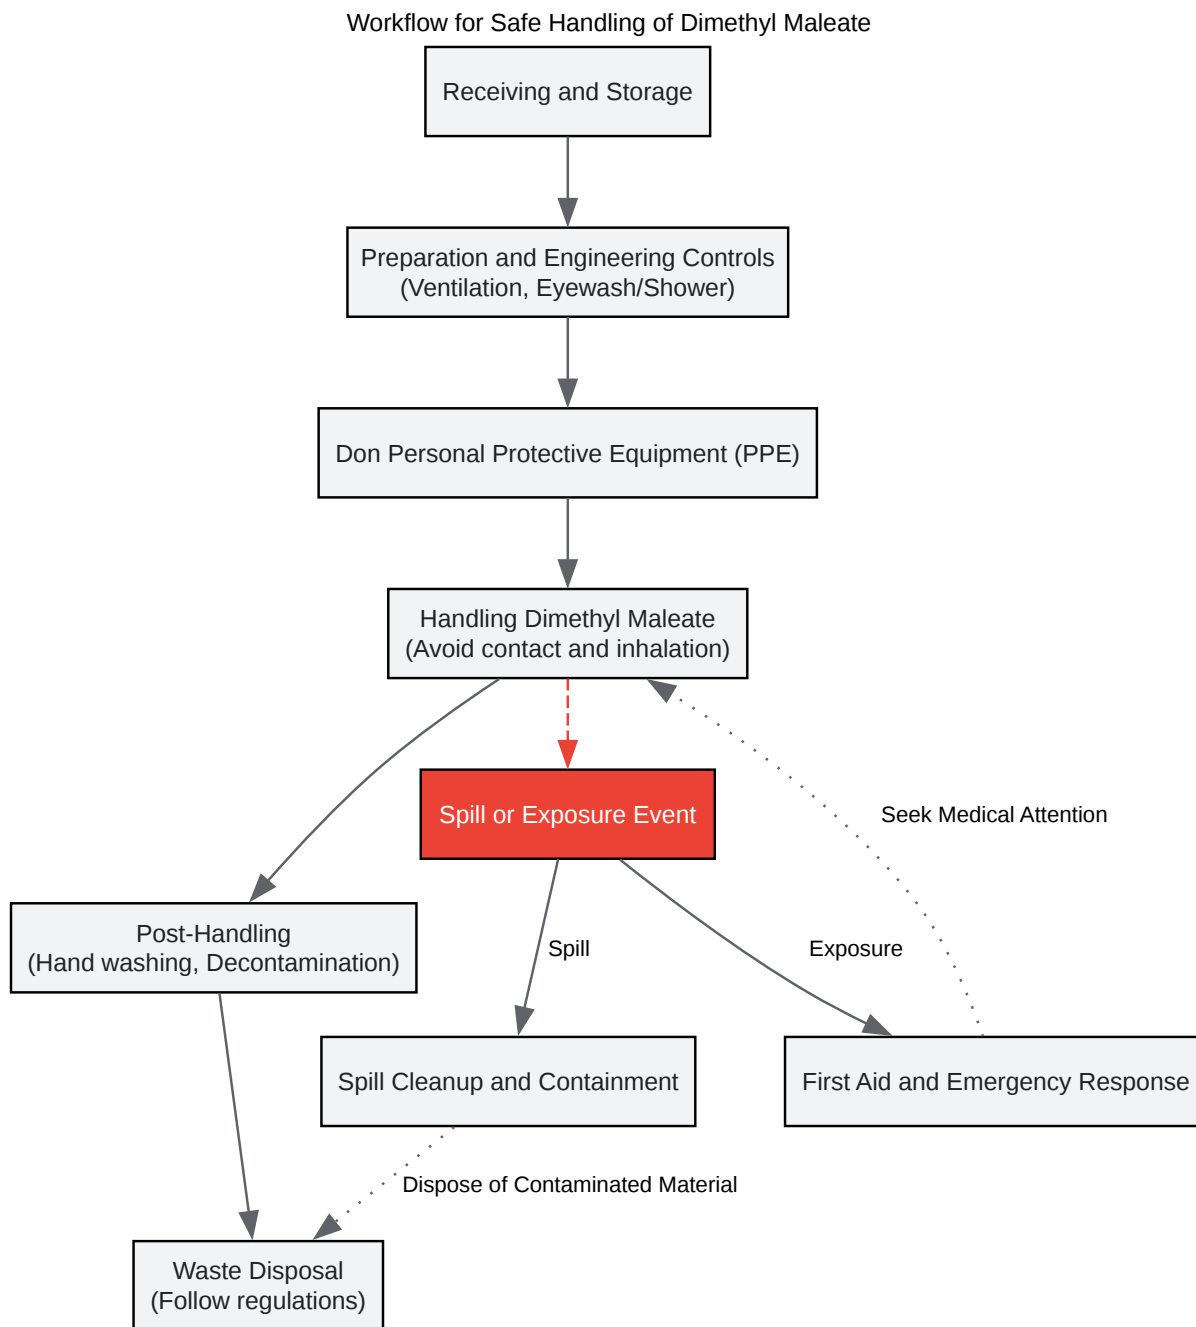 Workflow for Safe Handling of Dimethyl Maleate
Receiving and Storage
Preparation and Engineering Controls
(Ventilation, Eyewash/Shower)
Don Personal Protective Equipment (PPE)
Handling Dimethyl Maleate
(Avoid contact and inhalation)
Spill or Exposure Event
Seek Medical Attention
Post-Handling
(Hand washing, Decontamination)
Spill
Exposure
Spill Cleanup and Containment
First Aid and Emergency Response
Dispose of Contaminated Material
Waste Disposal
(Follow regulations)